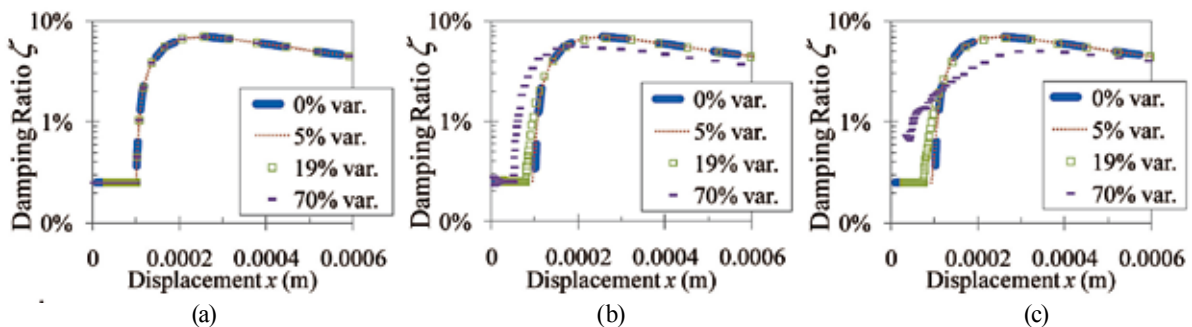 Damping Ratio ζ
10%
1%
0%
0% var.
5% var.
19% var.
70% var.
0 0.0002 0.0004 0.0006
Displacement x (m)
(a)
Damping Ratio ζ
10%
1%
0%
0% var.
5% var.
19% var.
70% var.
0 0.0002 0.0004 0.0006
Displacement x (m)
(b)
Damping Ratio ζ
10%
1%
0%
0% var.
5% var.
19% var.
70% var.
0 0.0002 0.0004 0.0006
Displacement x (m)
(c)